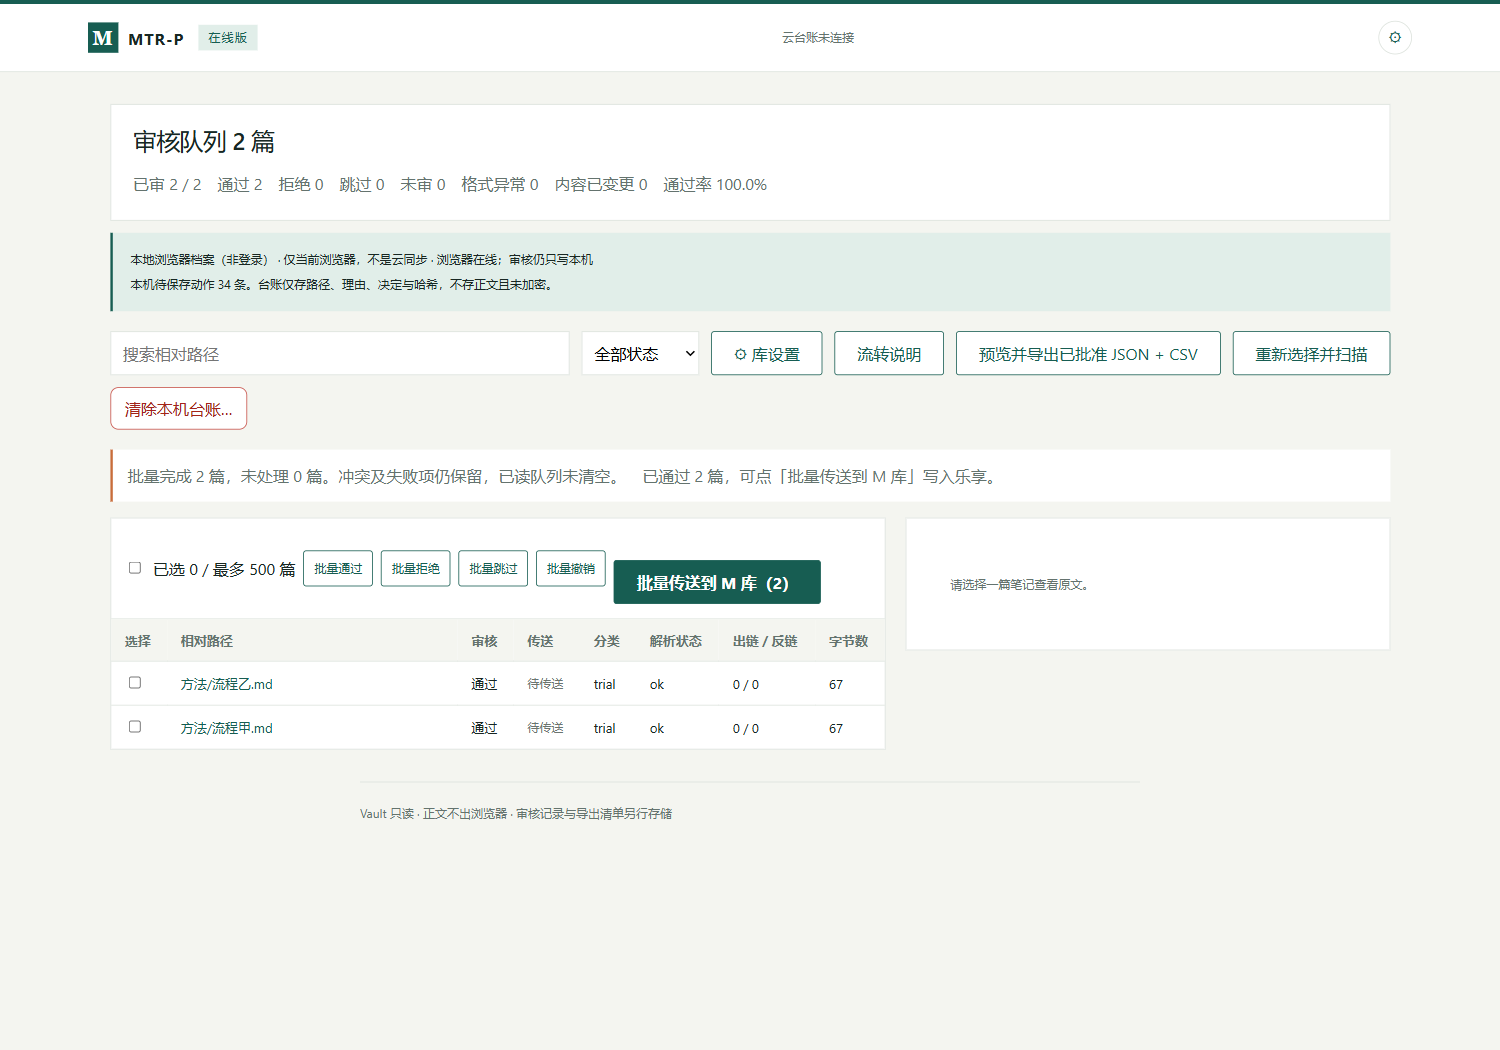 M MTR-P 在线版 云台账未连接
审核队列 2 篇
已审 2 / 2 通过 2 拒绝 0 跳过 0 未审 0 格式异常 0 内容已变更 0 通过率 100.0%
本地浏览器档案（非登录） · 仅当前浏览器，不是云同步 · 浏览器在线；审核仍只写本机
本机待保存动作 34 条。台账仅存路径、理由、决定与哈希，不存正文且未加密。
搜索相对路径 全部状态 库设置 流转说明 预览并导出已批准 JSON + CSV 重新选择并扫描
清除本机台账...
批量完成 2 篇，未处理 0 篇。冲突及失败项仍保留，已读队列未清空。 已通过 2 篇，可点「批量传送到 M 库」写入乐享。
已选 0 / 最多 500 篇 批量通过 批量拒绝 批量跳过 批量撤销 批量传送到 M 库（2）
请选择一篇笔记查看原文。
选择 相对路径 审核 传送 分类 解析状态 出链 / 反链 字节数
方法/流程乙.md 通过 待传送 trial ok 0 / 0 67
方法/流程甲.md 通过 待传送 trial ok 0 / 0 67
Vault 只读 · 正文不出浏览器 · 审核记录与导出清单另行存储